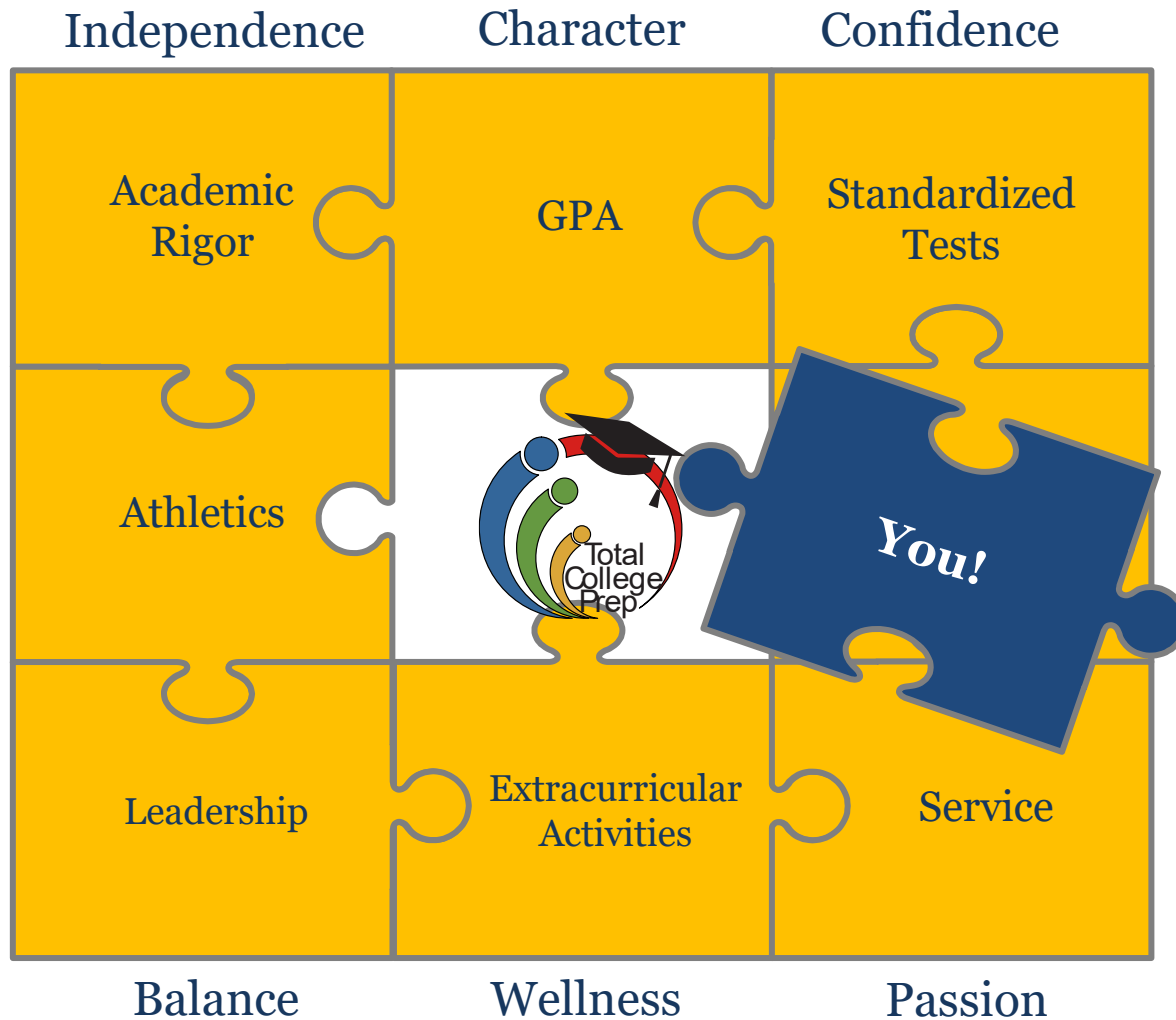 Independence
Character
Confidence
Academic
Rigor
GPA
Standardized
Tests
Athletics
Total
College
Prep
You!
Leadership
Extracurricular
Activities
Service
Balance
Wellness
Passion